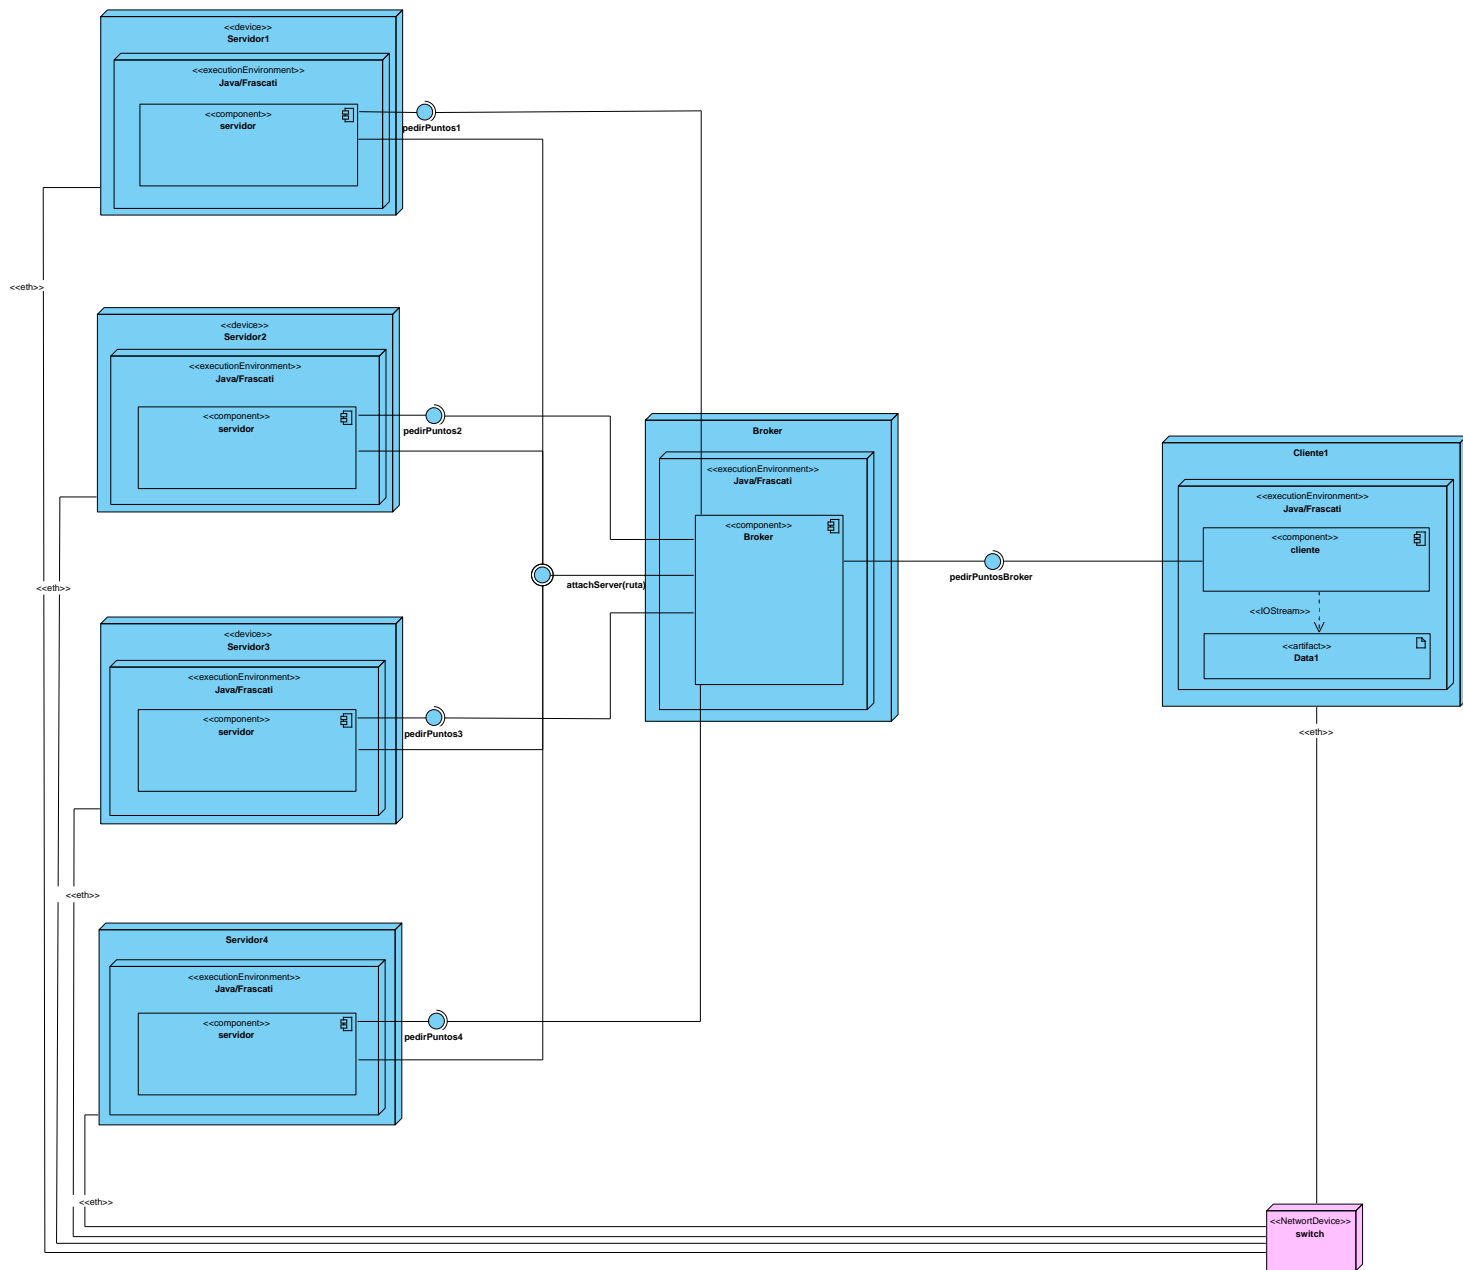 <<device>>
Servidor1
<<executionEnvironment>>
Java/Frascati
<<component>>
servidor
pedirPuntos1
<<eth>>
<<device>>
Servidor2
<<executionEnvironment>>
Java/Frascati
<<component>>
servidor
pedirPuntos2
<<eth>>
<<device>>
Servidor3
<<executionEnvironment>>
Java/Frascati
<<component>>
servidor
pedirPuntos3
<<eth>>
Servidor4
<<executionEnvironment>>
Java/Frascati
<<component>>
servidor
pedirPuntos4
<<eth>>
attachServer(ruta)
Broker
<<executionEnvironment>>
Java/Frascati
<<component>>
Broker
pedirPuntosBroker
Cliente1
<<executionEnvironment>>
Java/Frascati
<<component>>
cliente
<<IOStream>>
<<artifact>>
Data1
<<eth>>
<<NetwortDevice>>
switch